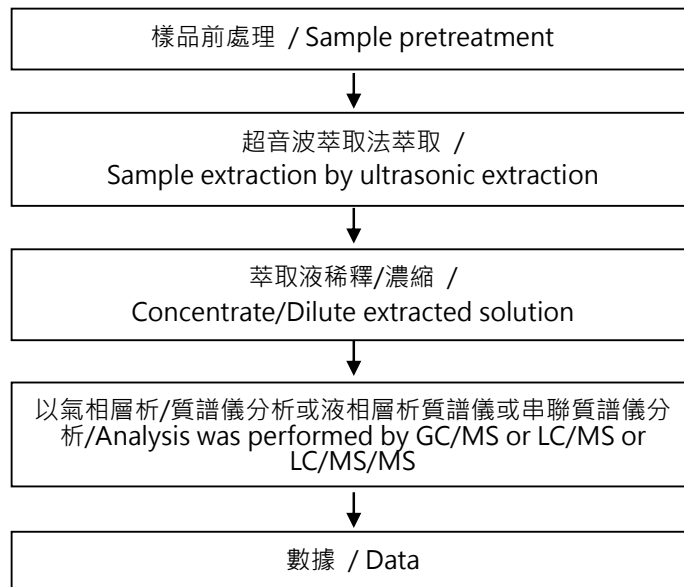 樣品前處理 / Sample pretreatment
超音波萃取法萃取 /
Sample extraction by ultrasonic extraction
萃取液稀釋/濃縮 /
Concentrate/Dilute extracted solution
以氣相層析/質譜儀分析或液相層析質譜儀或串聯質譜儀分
析/Analysis was performed by GC/MS or LC/MS or
LC/MS/MS
數據 / Data